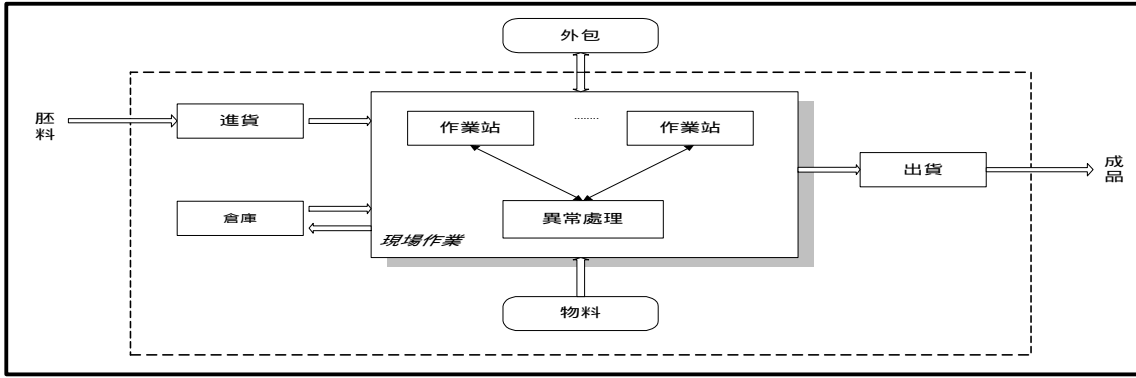 外包
胚料
進貨
作業站
........
作業站
出貨
成品
倉庫
異常處理
現場作業
物料